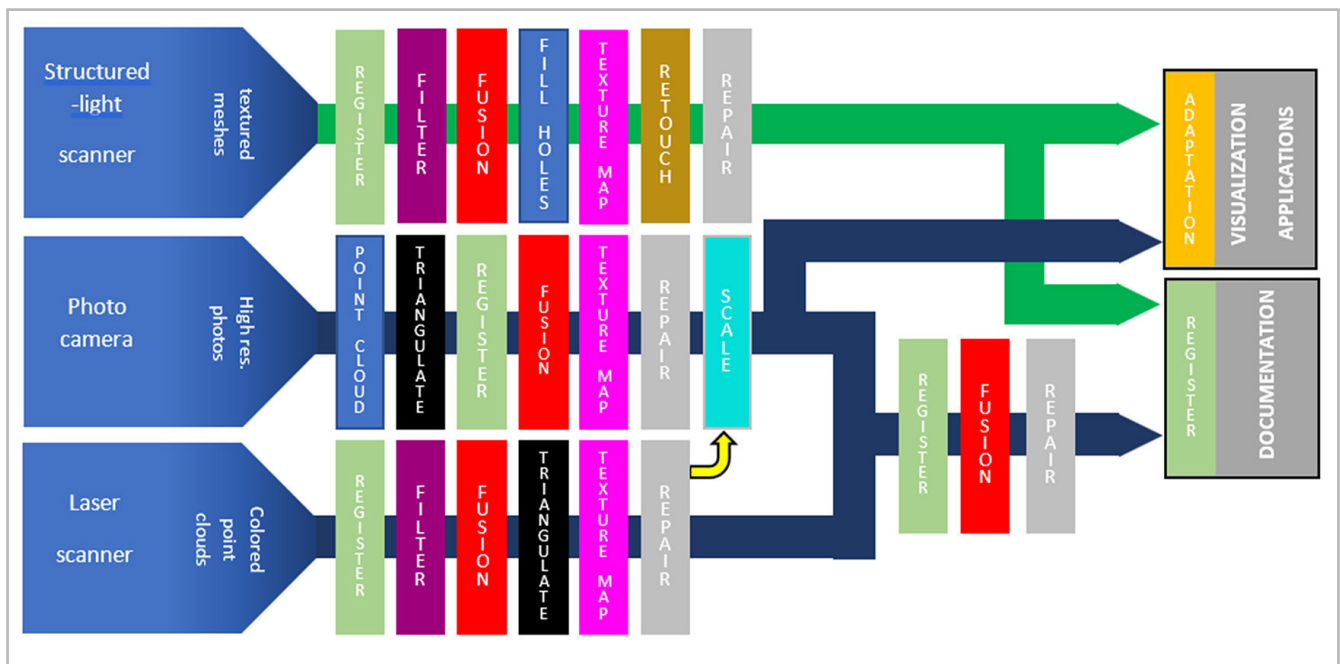 Structured
-light
scanner
textured
meshes
REGISTER
FILTER
FUSION
FILL HOLES
TEXTURE MAP
RETOUCH
REPAIR
Photo
camera
High res.
photos
POINT CLOUD
TRIANGULATE
REGISTER
FUSION
TEXTURE MAP
REPAIR
SCALE
Laser
scanner
Colored
point
clouds
REGISTER
FILTER
FUSION
TRIANGULATE
TEXTURE MAP
REPAIR
REGISTER
FUSION
REPAIR
ADAPTATION
VISUALIZATION
APPLICATIONS
REGISTER
DOCUMENTATION